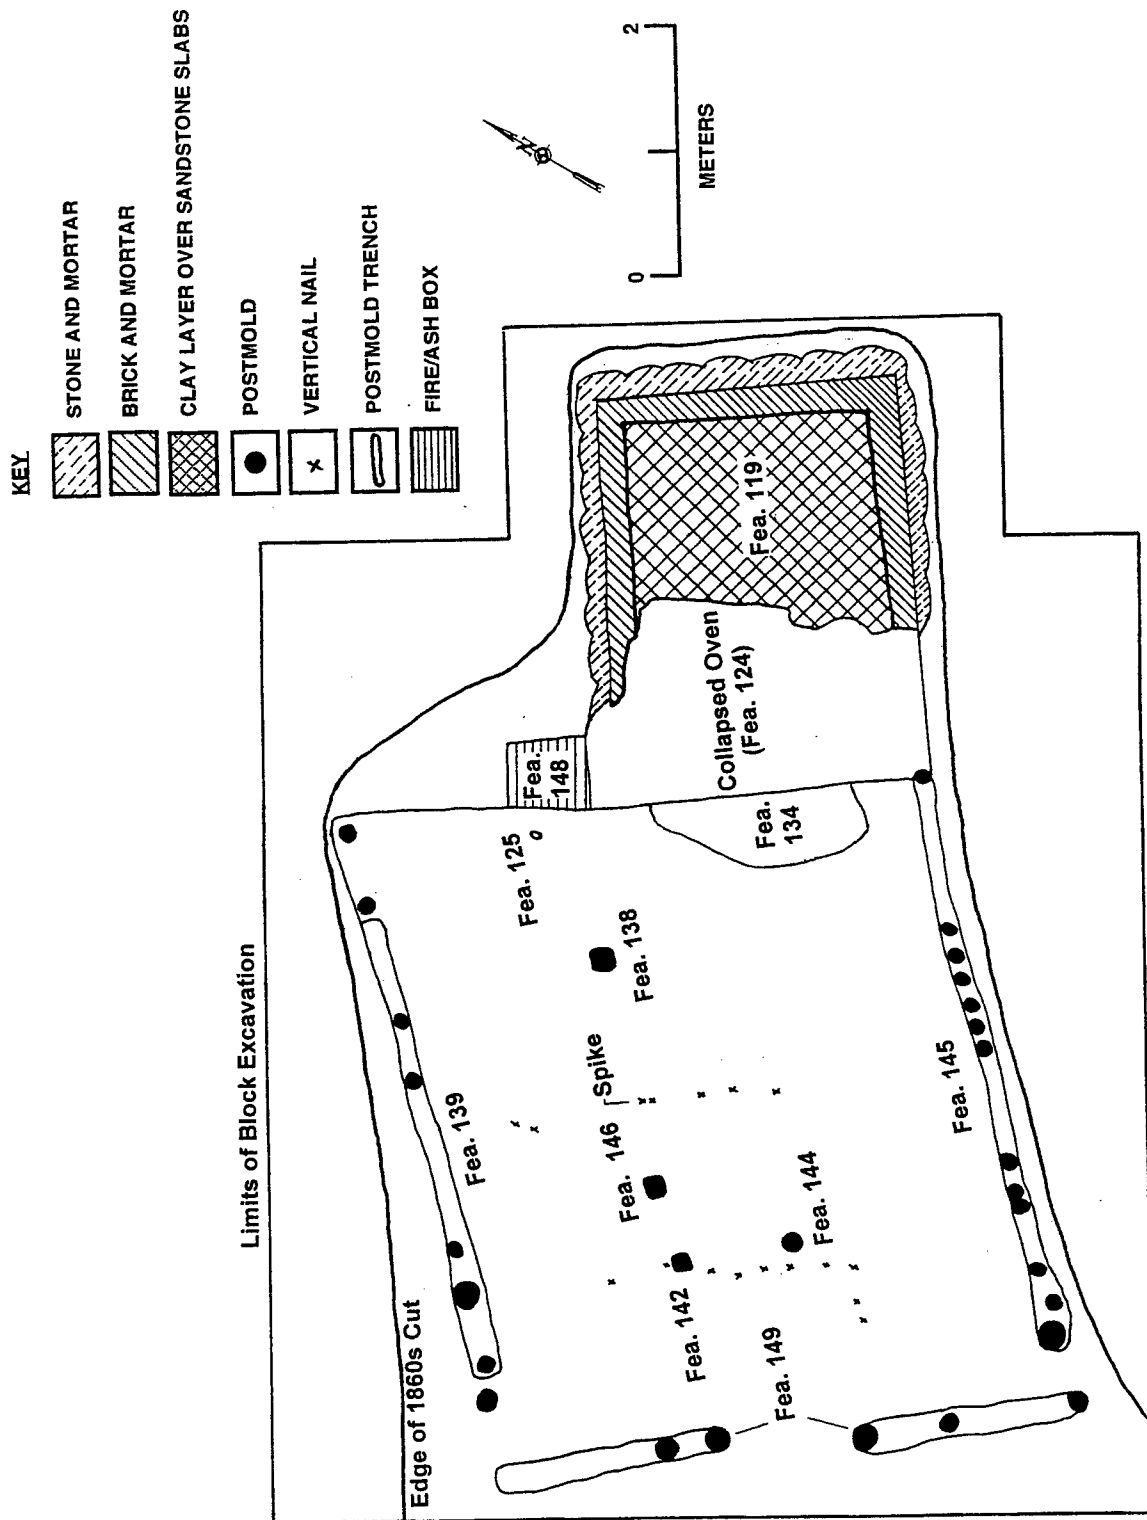 KEY
STONE AND MORTAR
BRICK AND MORTAR
CLAY LAYER OVER SANDSTONE SLABS
POSTMOLD
VERTICAL NAIL
POSTMOLD TRENCH
FIRE/ASH BOX
N
0
2
METERS
Limits of Block Excavation
Edge of 1860s Cut
Fea. 139
Fea. 125
Fea.
148
Fea. 119
Collapsed Oven
(Fea. 124)
Fea.
134
Fea. 138
Spike
Fea. 146
Fea. 142
Fea. 144
Fea. 149
Fea. 145